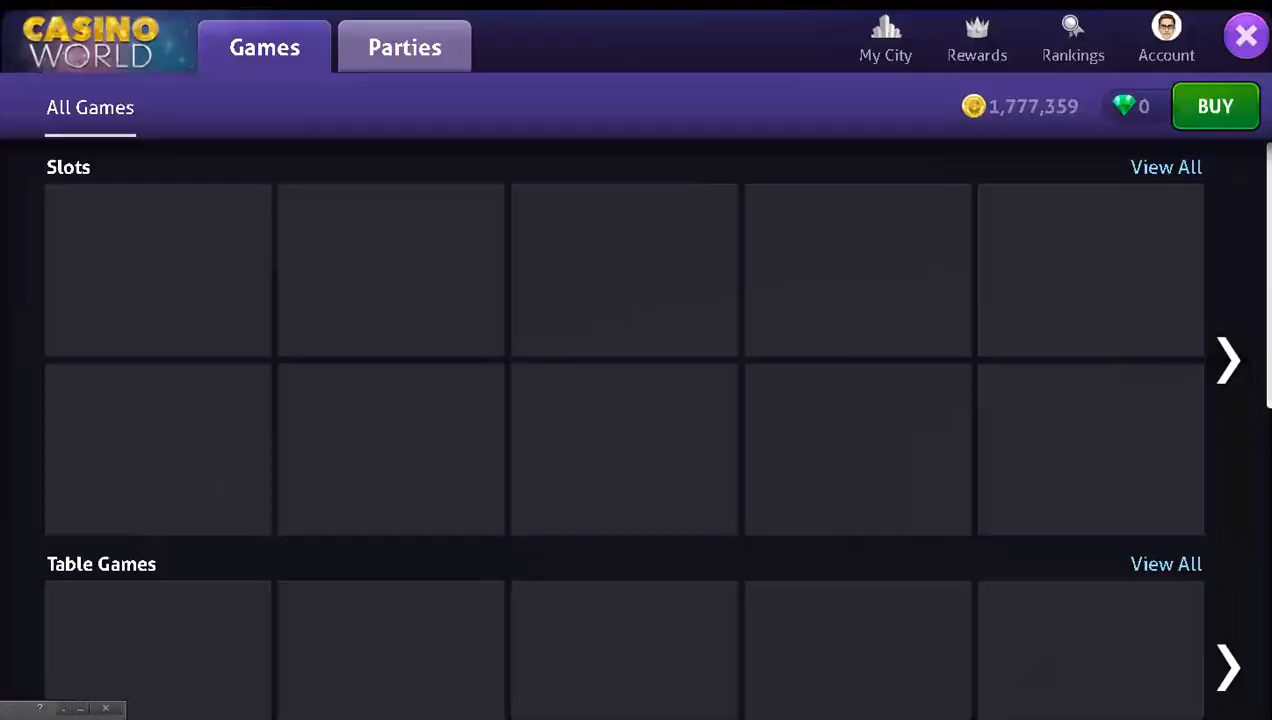 CASINO
WORLD
Games
Parties
My City
Rewards
Rankings
Account
All Games
1,777,359
0
BUY
Slots
View All
Table Games
View All